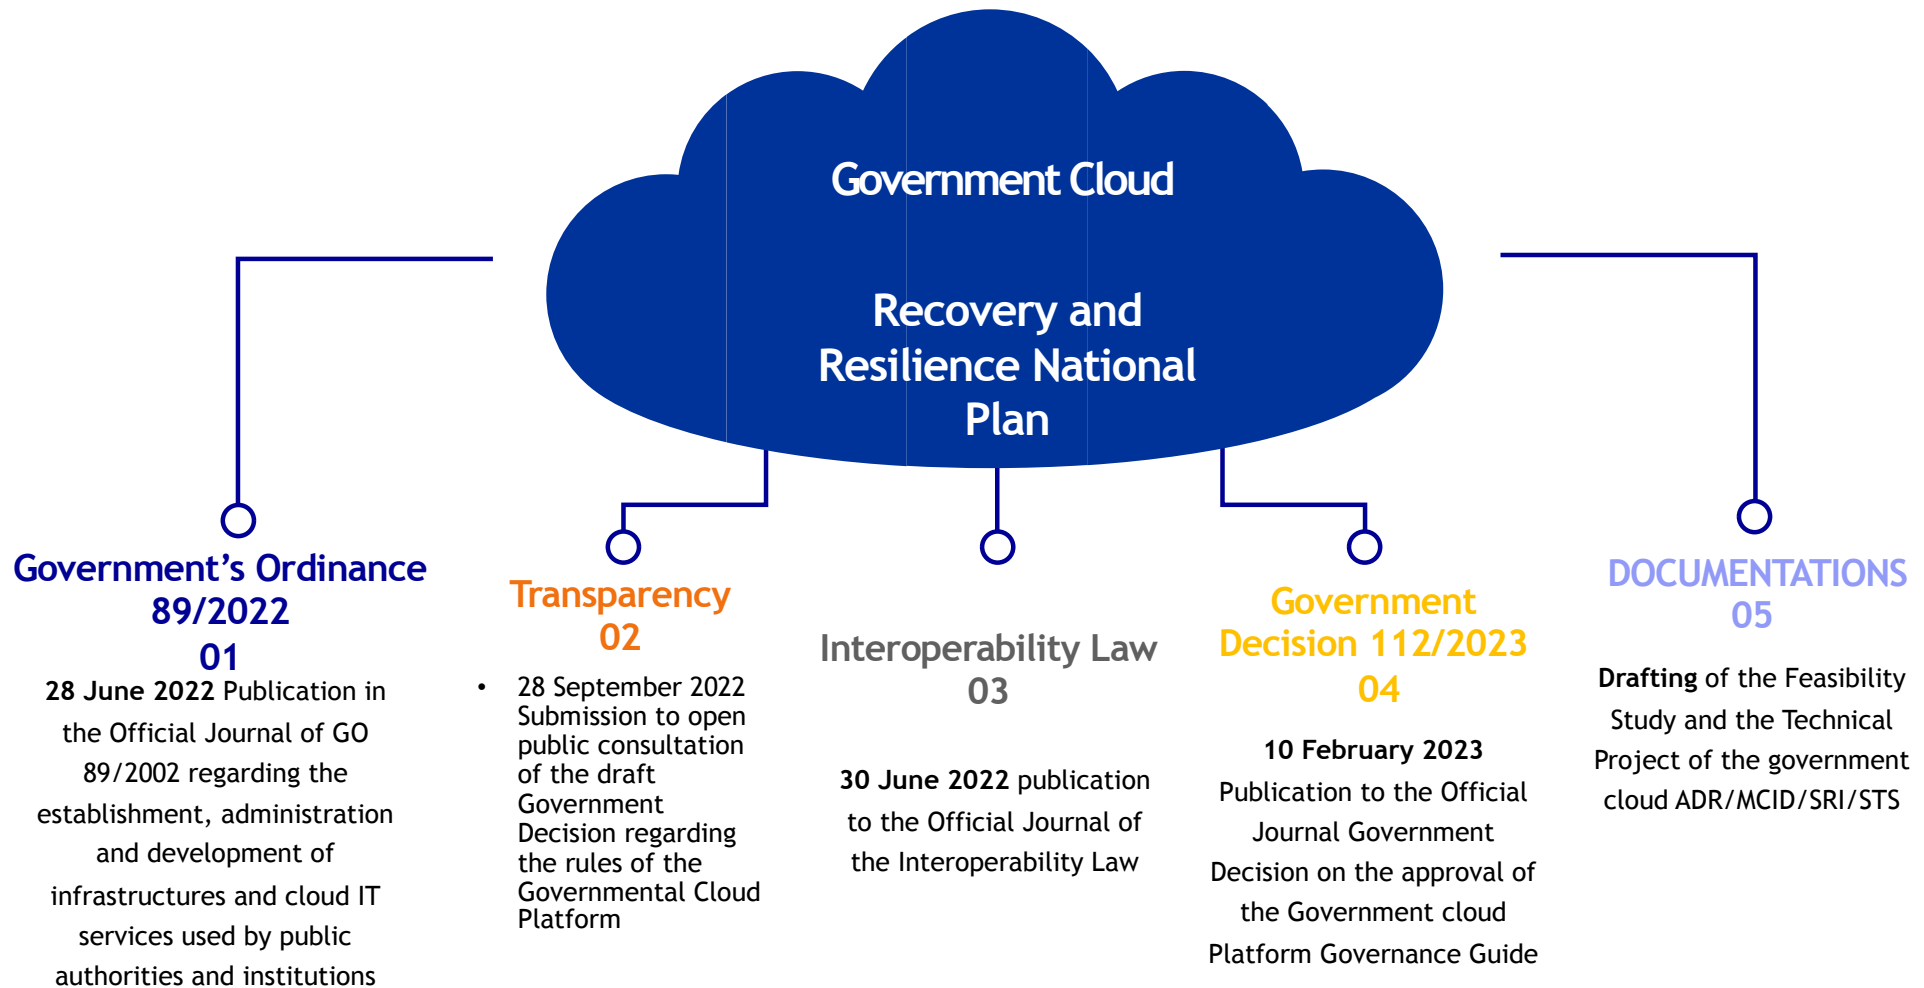 Government Cloud
Recovery and
Resilience National
Plan
Government’s Ordinance
89/2022
01
28 June 2022 Publication in
the Official Journal of GO
89/2002 regarding the
establishment, administration
and development of
infrastructures and cloud IT
services used by public
authorities and institutions
Transparency
02
• 28 September 2022
Submission to open
public consultation
of the draft
Government
Decision regarding
the rules of the
Governmental Cloud
Platform
Interoperability Law
03
30 June 2022 publication
to the Official Journal of
the Interoperability Law
Government
Decision 112/2023
04
10 February 2023
Publication to the Official
Journal Government
Decision on the approval of
the Government cloud
Platform Governance Guide
DOCUMENTATIONS
05
Drafting of the Feasibility
Study and the Technical
Project of the government
cloud ADR/MCID/SRI/STS